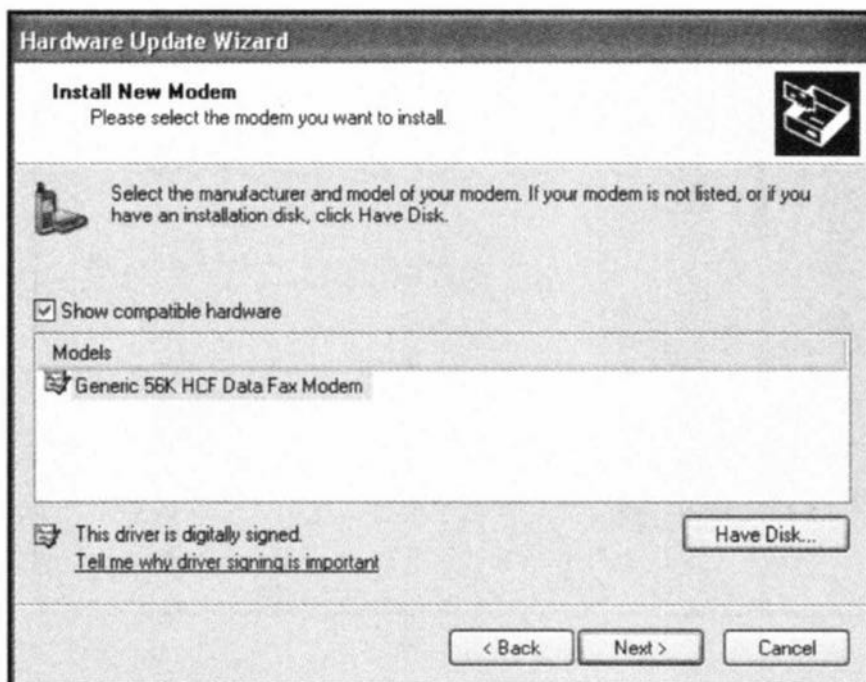 Hardware Update Wizard
Install New Modem
Please select the modem you want to install.
Select the manufacturer and model of your modem. If your modem is not listed, or if you
have an installation disk, click Have Disk.
Show compatible hardware
Models
Generic 56K HCF Data Fax Modem
This driver is digitally signed.
Have Disk...
Tell me why driver signing is important
< Back
Next >
Cancel